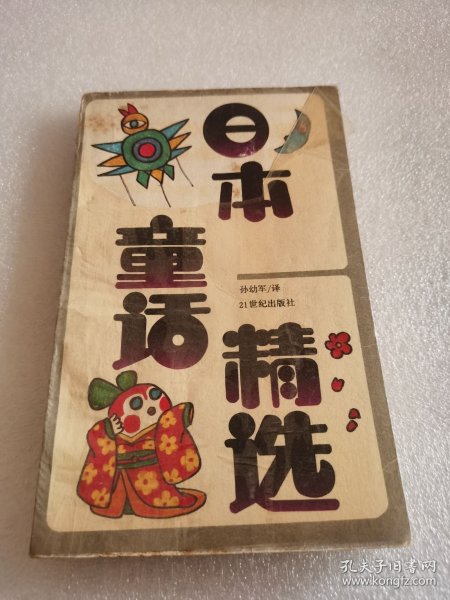 日本
童话
精选
孙幼军/译
21世纪出版社
孔夫子旧书网
www.kongfz.com